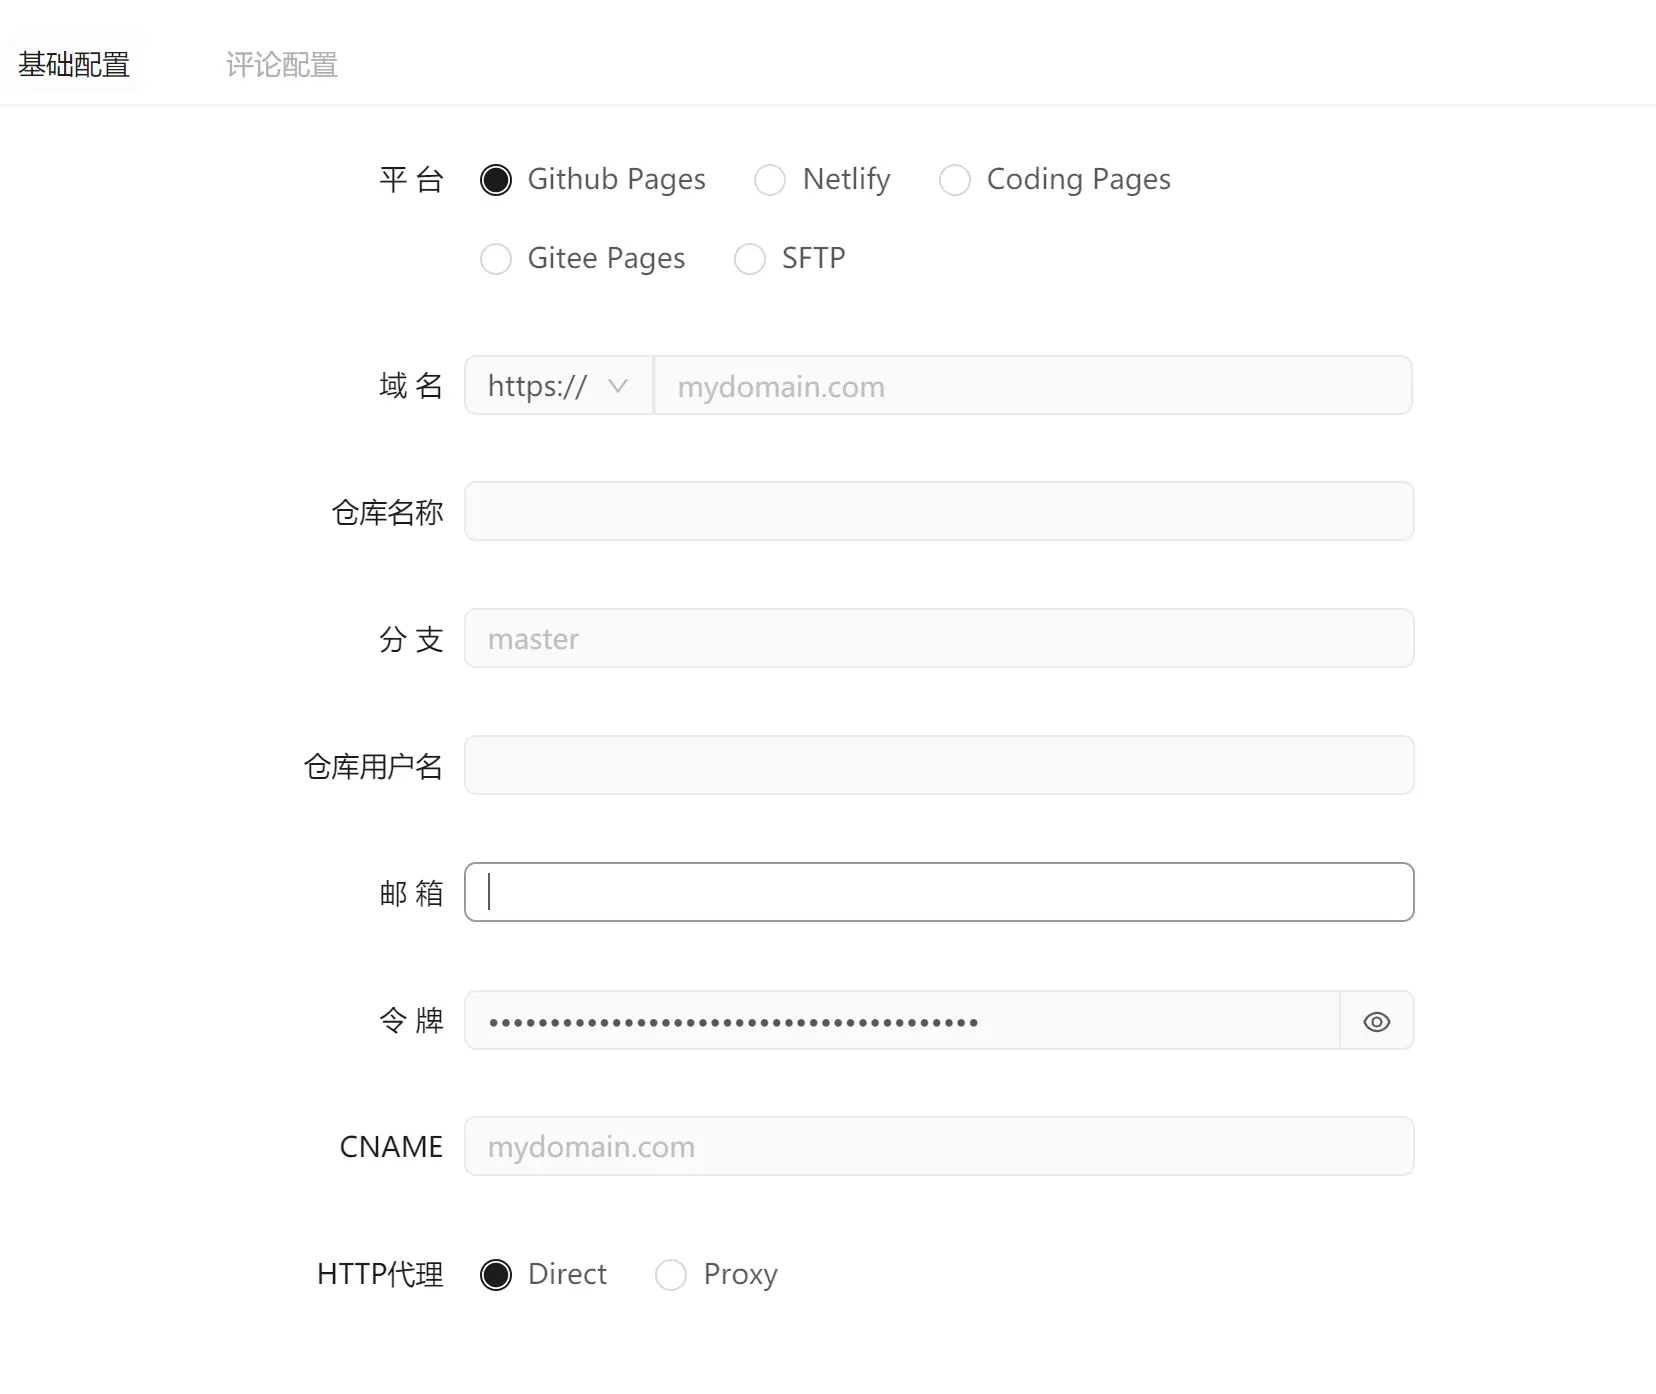 基础配置 评论配置
平 台 Github Pages Netlify Coding Pages
Gitee Pages SFTP
域 名 https:// mydomain.com
仓库名称
分 支 master
仓库用户名
邮 箱
令 牌 ••••••••••••••••••••••••••••••••••••••••
CNAME mydomain.com
HTTP代理 Direct Proxy